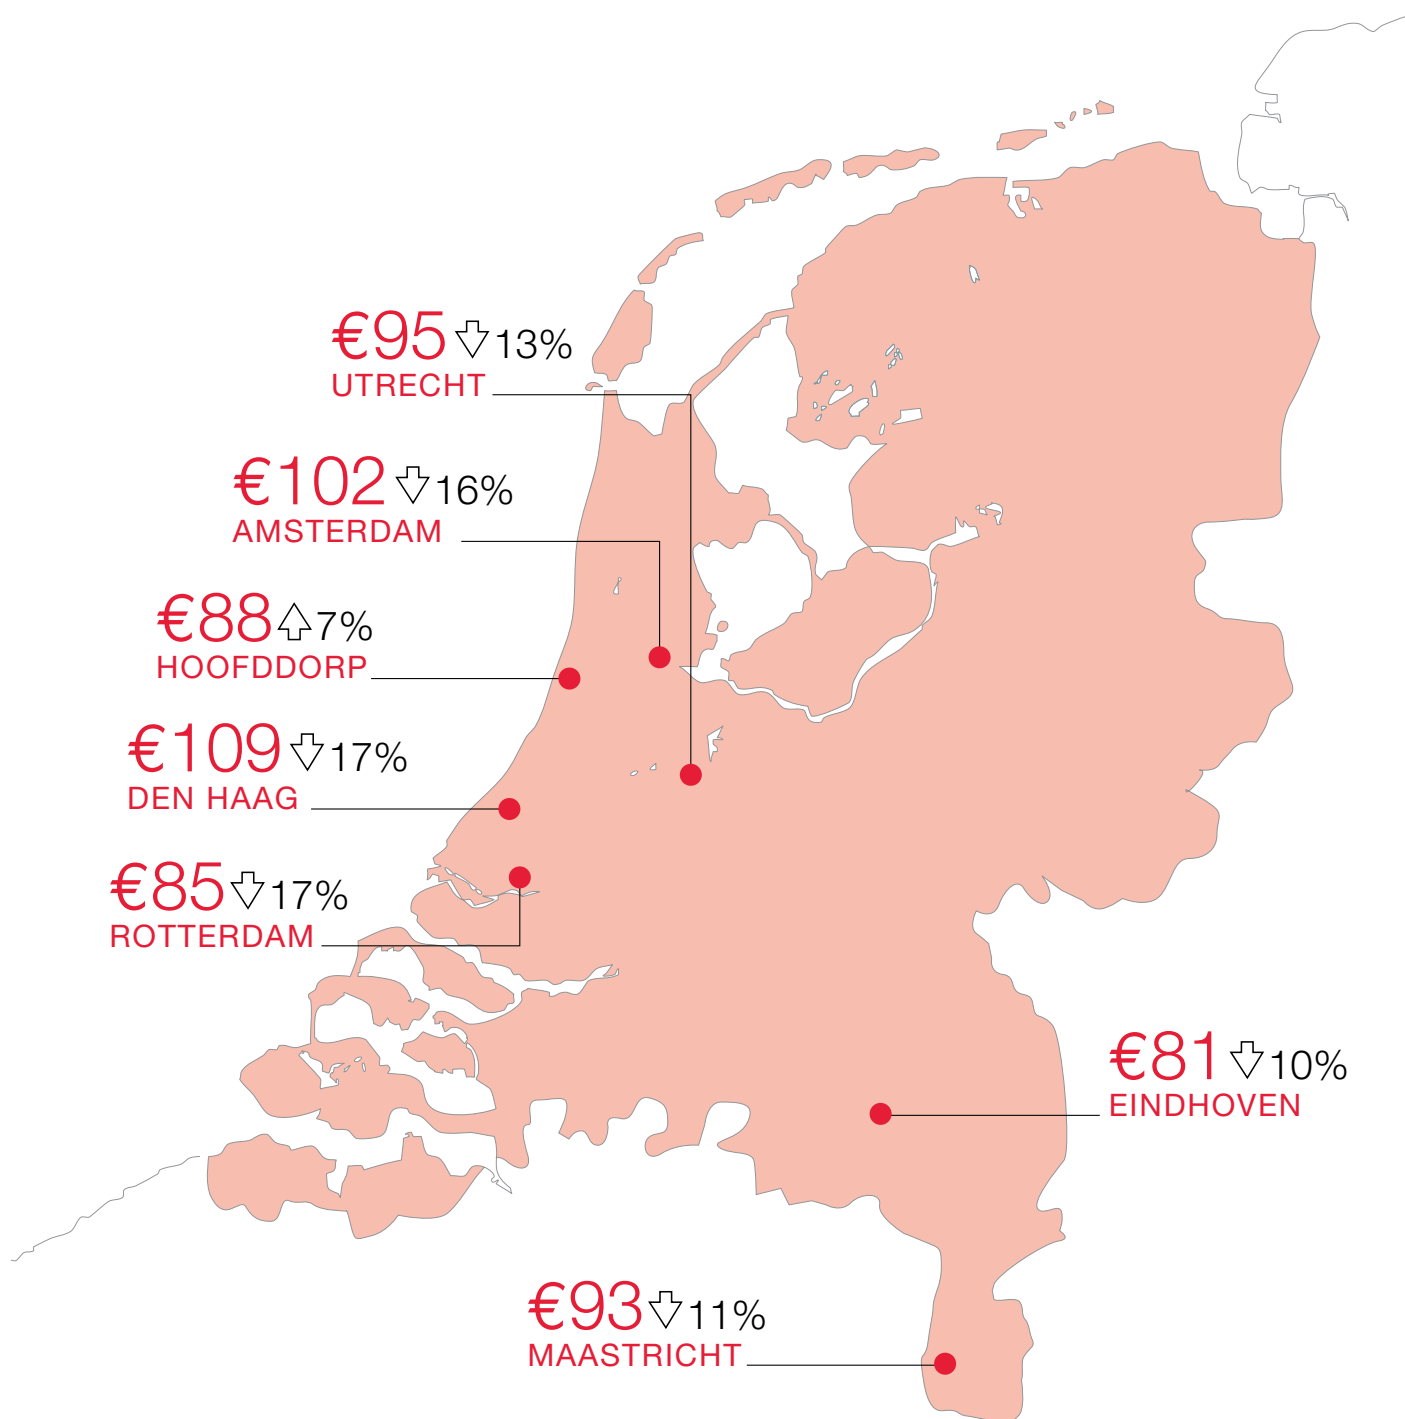 €95 13%
UTRECHT
€102 16%
AMSTERDAM
€88 7%
HOOFDDORP
€109 17%
DEN HAAG
€85 17%
ROTTERDAM
€81 10%
EINDHOVEN
€93 11%
MAASTRICHT